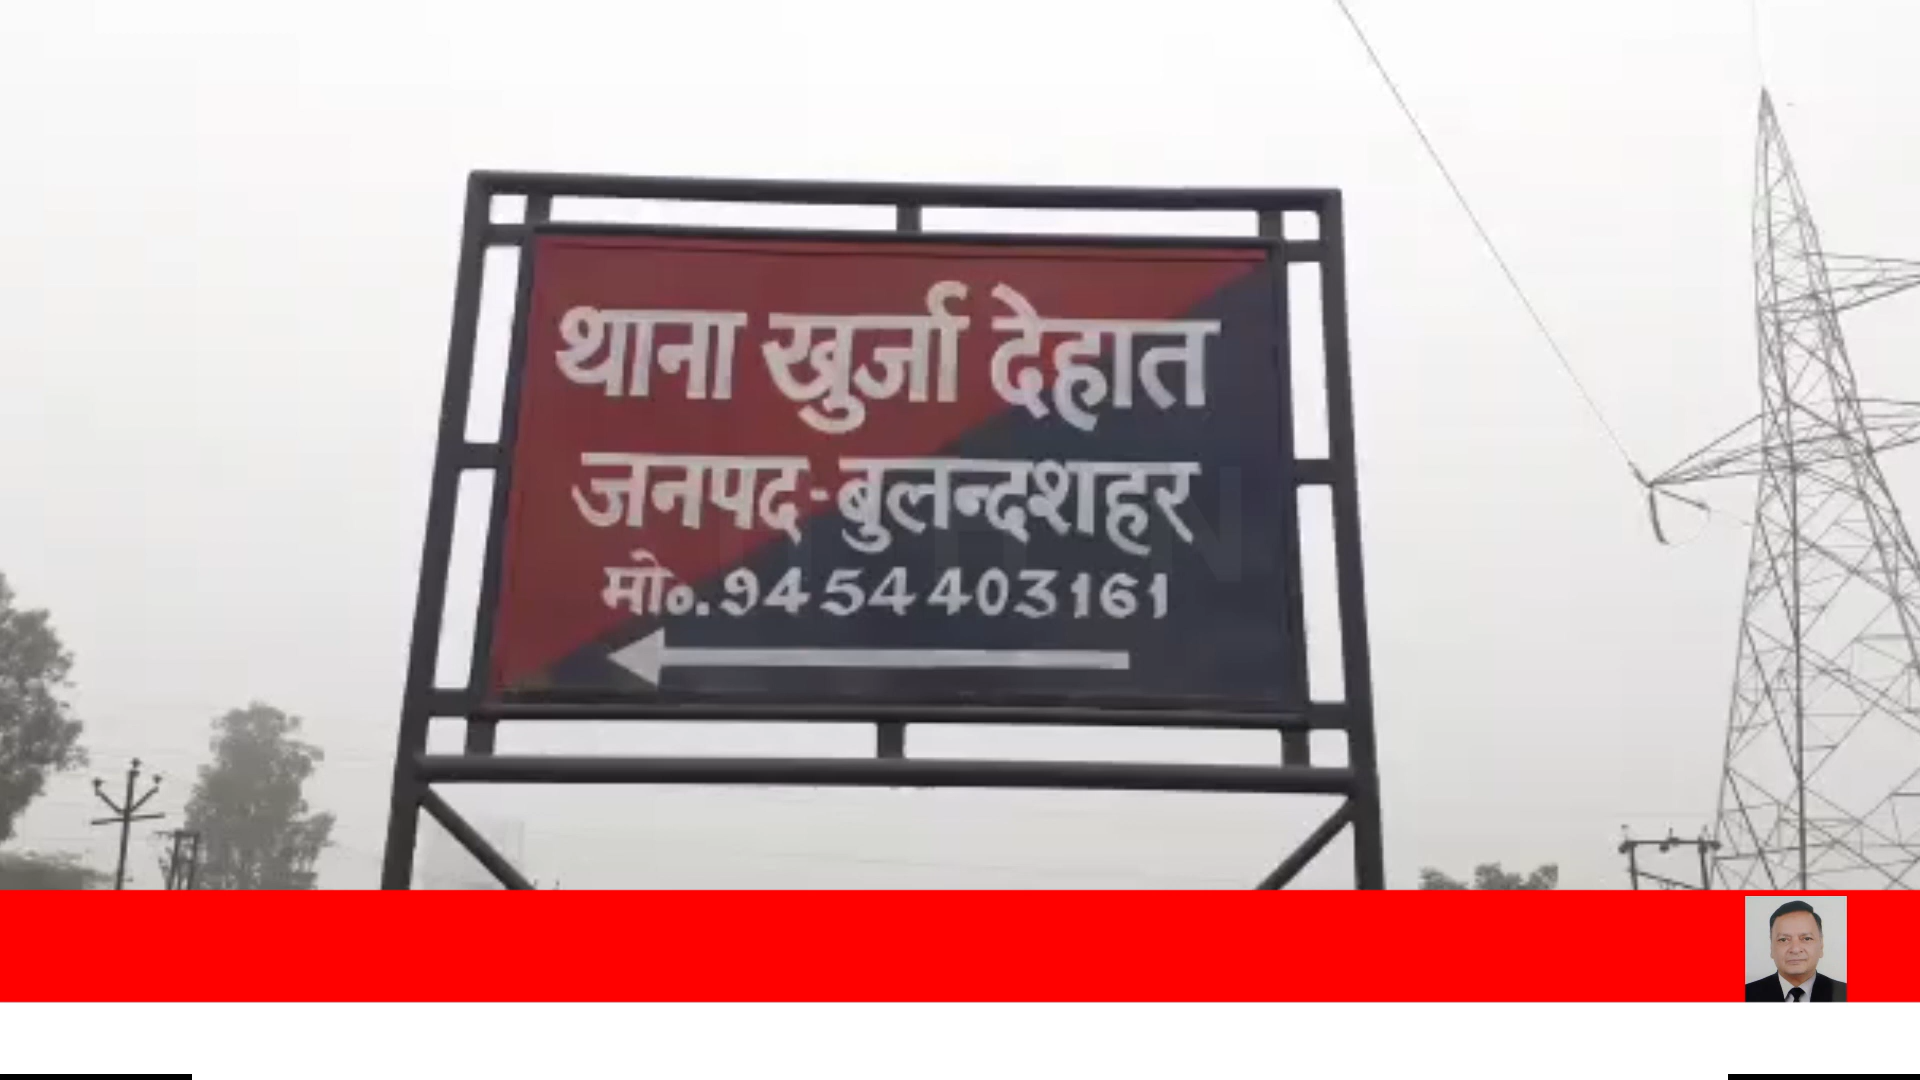 थाना खुर्जा देहात
जनपद-बुलन्दशहर
मो०.9454403161